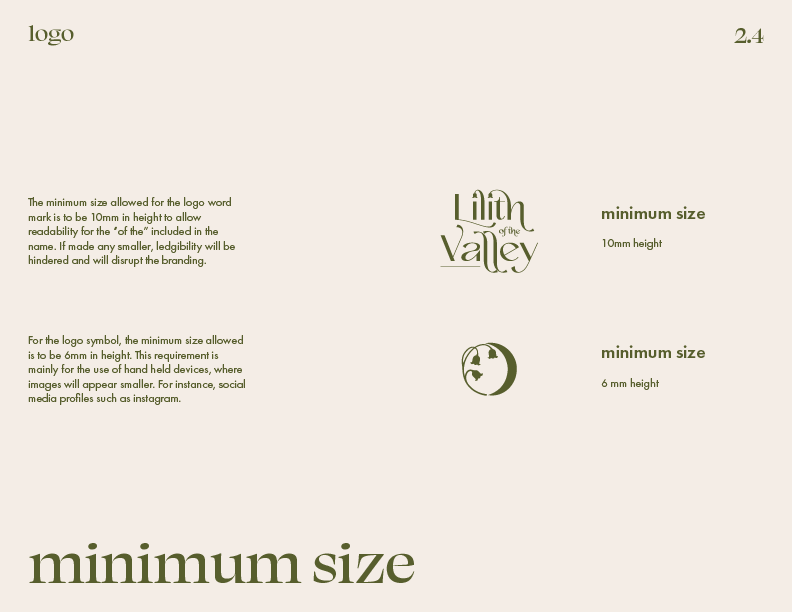 logo
2.4
The minimum size allowed for the logo word
mark is to be 10mm in height to allow
readability for the “of the” included in the
name. If made any smaller, ledgibility will be
hindered and will disrupt the branding.
Lilith
of the
Valley
minimum size
10mm height
For the logo symbol, the minimum size allowed
is to be 6mm in height. This requirement is
mainly for the use of hand held devices, where
images will appear smaller. For instance, social
media profiles such as instagram.
minimum size
6 mm height
minimum size